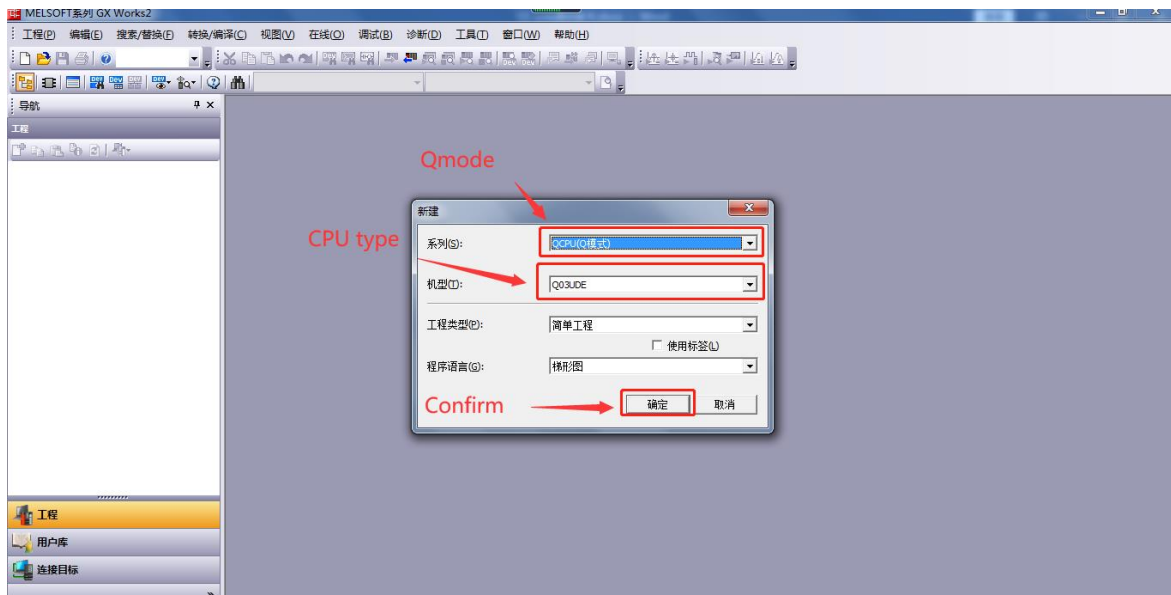 MELSOFT系列 GX Works2
工程(P) 编辑(E) 搜索/替换(F) 转换/编译(C) 视图(V) 在线(O) 调试(B) 诊断(D) 工具(T) 窗口(W) 帮助(H)
导航
工程
Qmode
新建
CPU type
系列(S): QCPU(Q模式)
机型(T): Q03UDE
工程类型(P): 简单工程
使用标签(L)
程序语言(G): 梯形图
Confirm
确定 取消
工程
用户库
连接目标